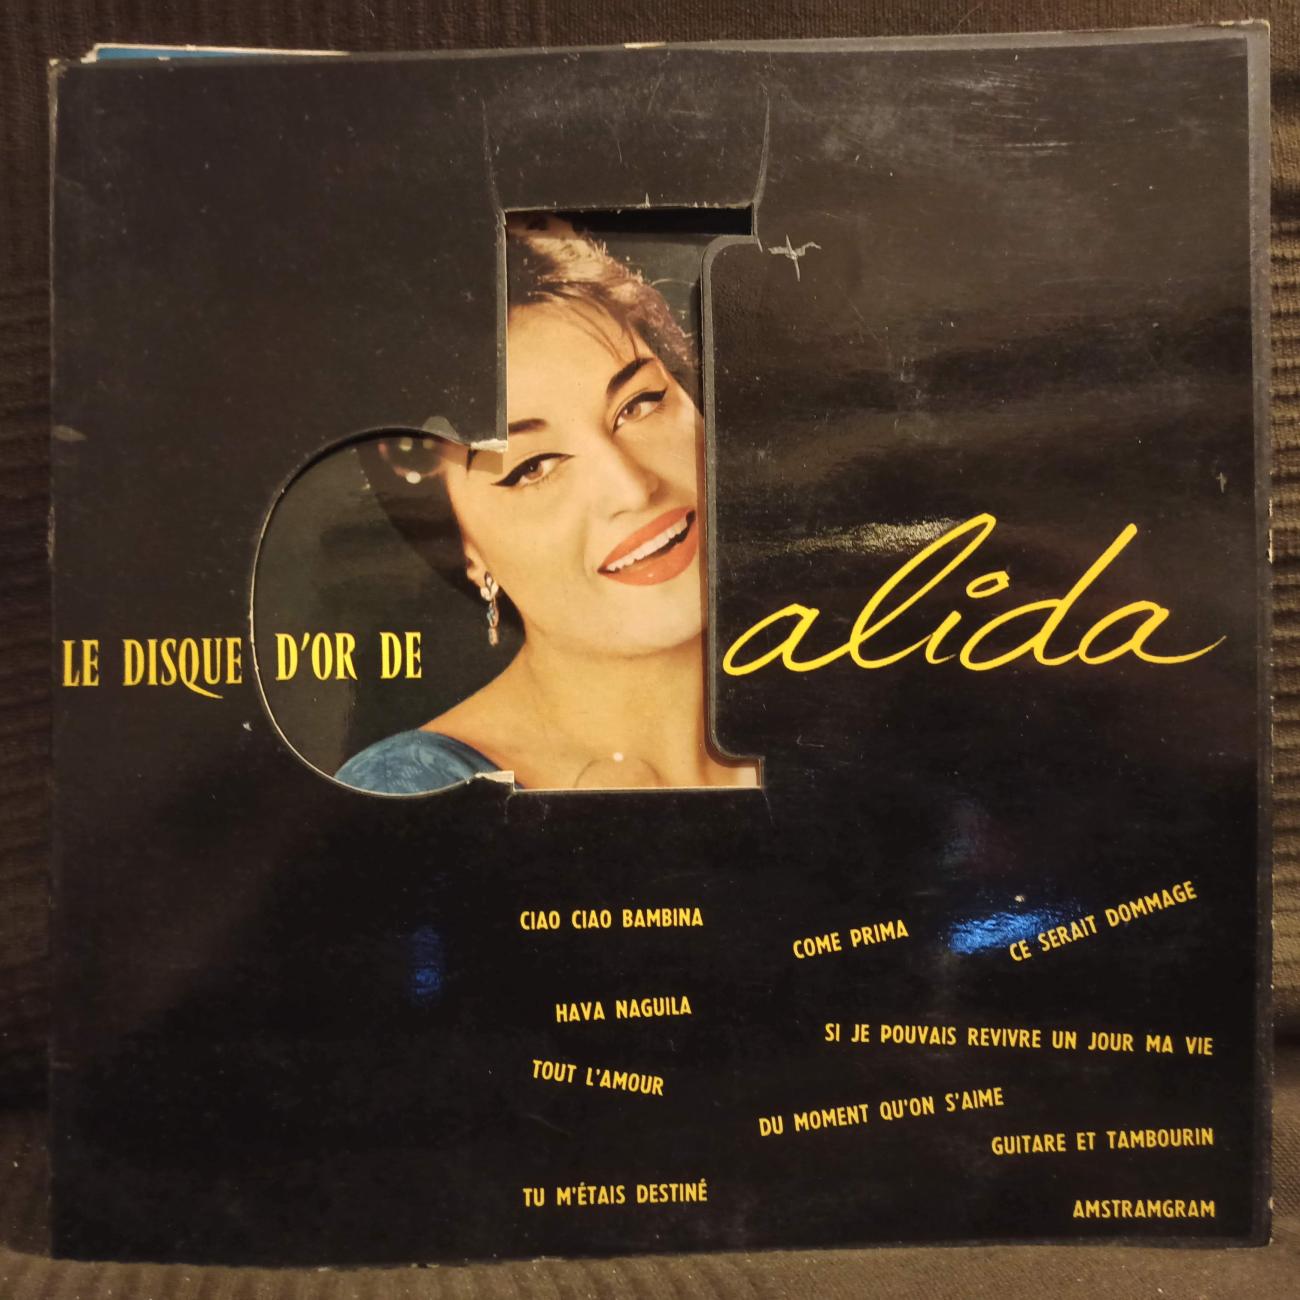 LE DISQUE D'OR DE
dalida
CIAO CIAO BAMBINA
COME PRIMA
CE SERAIT DOMMAGE
HAVA NAGUILA
SI JE POUVAIS REVIVRE UN JOUR MA VIE
TOUT L'AMOUR
DU MOMENT QU'ON S'AIME
GUITARE ET TAMBOURIN
TU M'ÉTAIS DESTINÉ
AMSTRAMGRAM